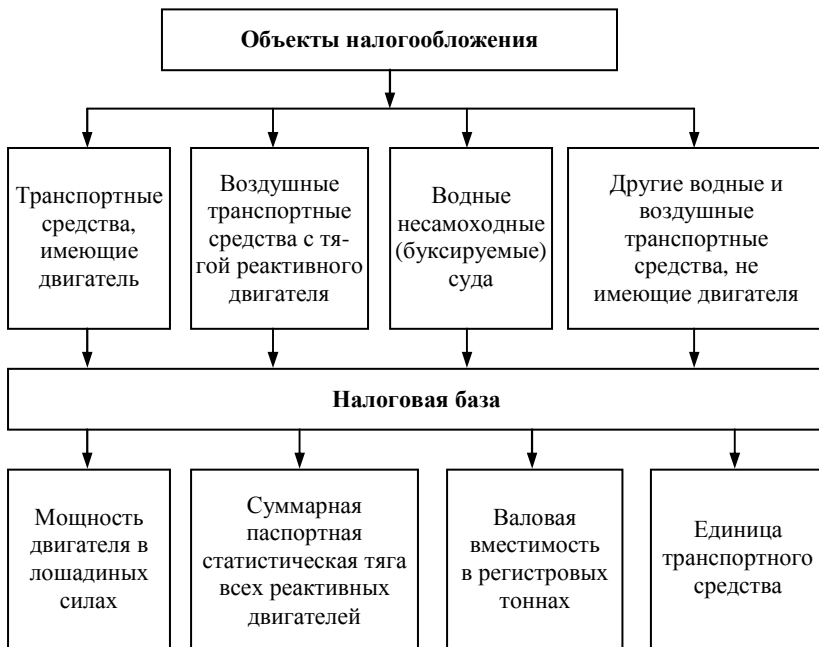 Объекты налогообложения
Транспортные
средства,
имеющие
двигатель
Воздушные
транспортные
средства с тя-
гой реактивного
двигателя
Водные
несамоходные
(буксируемые)
суда
Другие водные и
воздушные
транспортные
средства, не
имеющие двигателя
Налоговая база
Мощность
двигателя в
лошадиных
силах
Суммарная
паспортная
статистическая тяга
всех реактивных
двигателей
Валовая
вместимость
в регистровых
тоннах
Единица
транспортного
средства